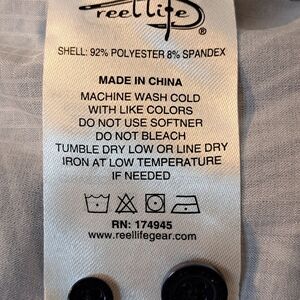 reel life
®
SHELL: 92% POLYESTER 8% SPANDEX
MADE IN CHINA
MACHINE WASH COLD
WITH LIKE COLORS
DO NOT USE SOFTNER
DO NOT BLEACH
TUMBLE DRY LOW OR LINE DRY
IRON AT LOW TEMPERATURE
IF NEEDED
RN: 174945
www.reellifegear.com